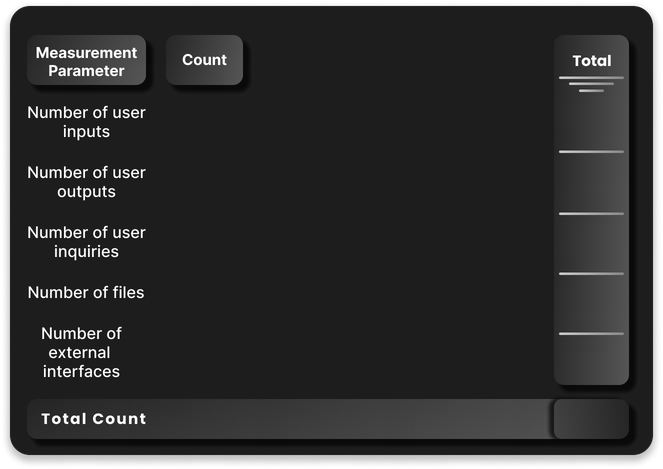 Measurement
Parameter
Count
Total
Number of user
inputs
Number of user
outputs
Number of user
inquiries
Number of files
Number of
external
interfaces
Total Count